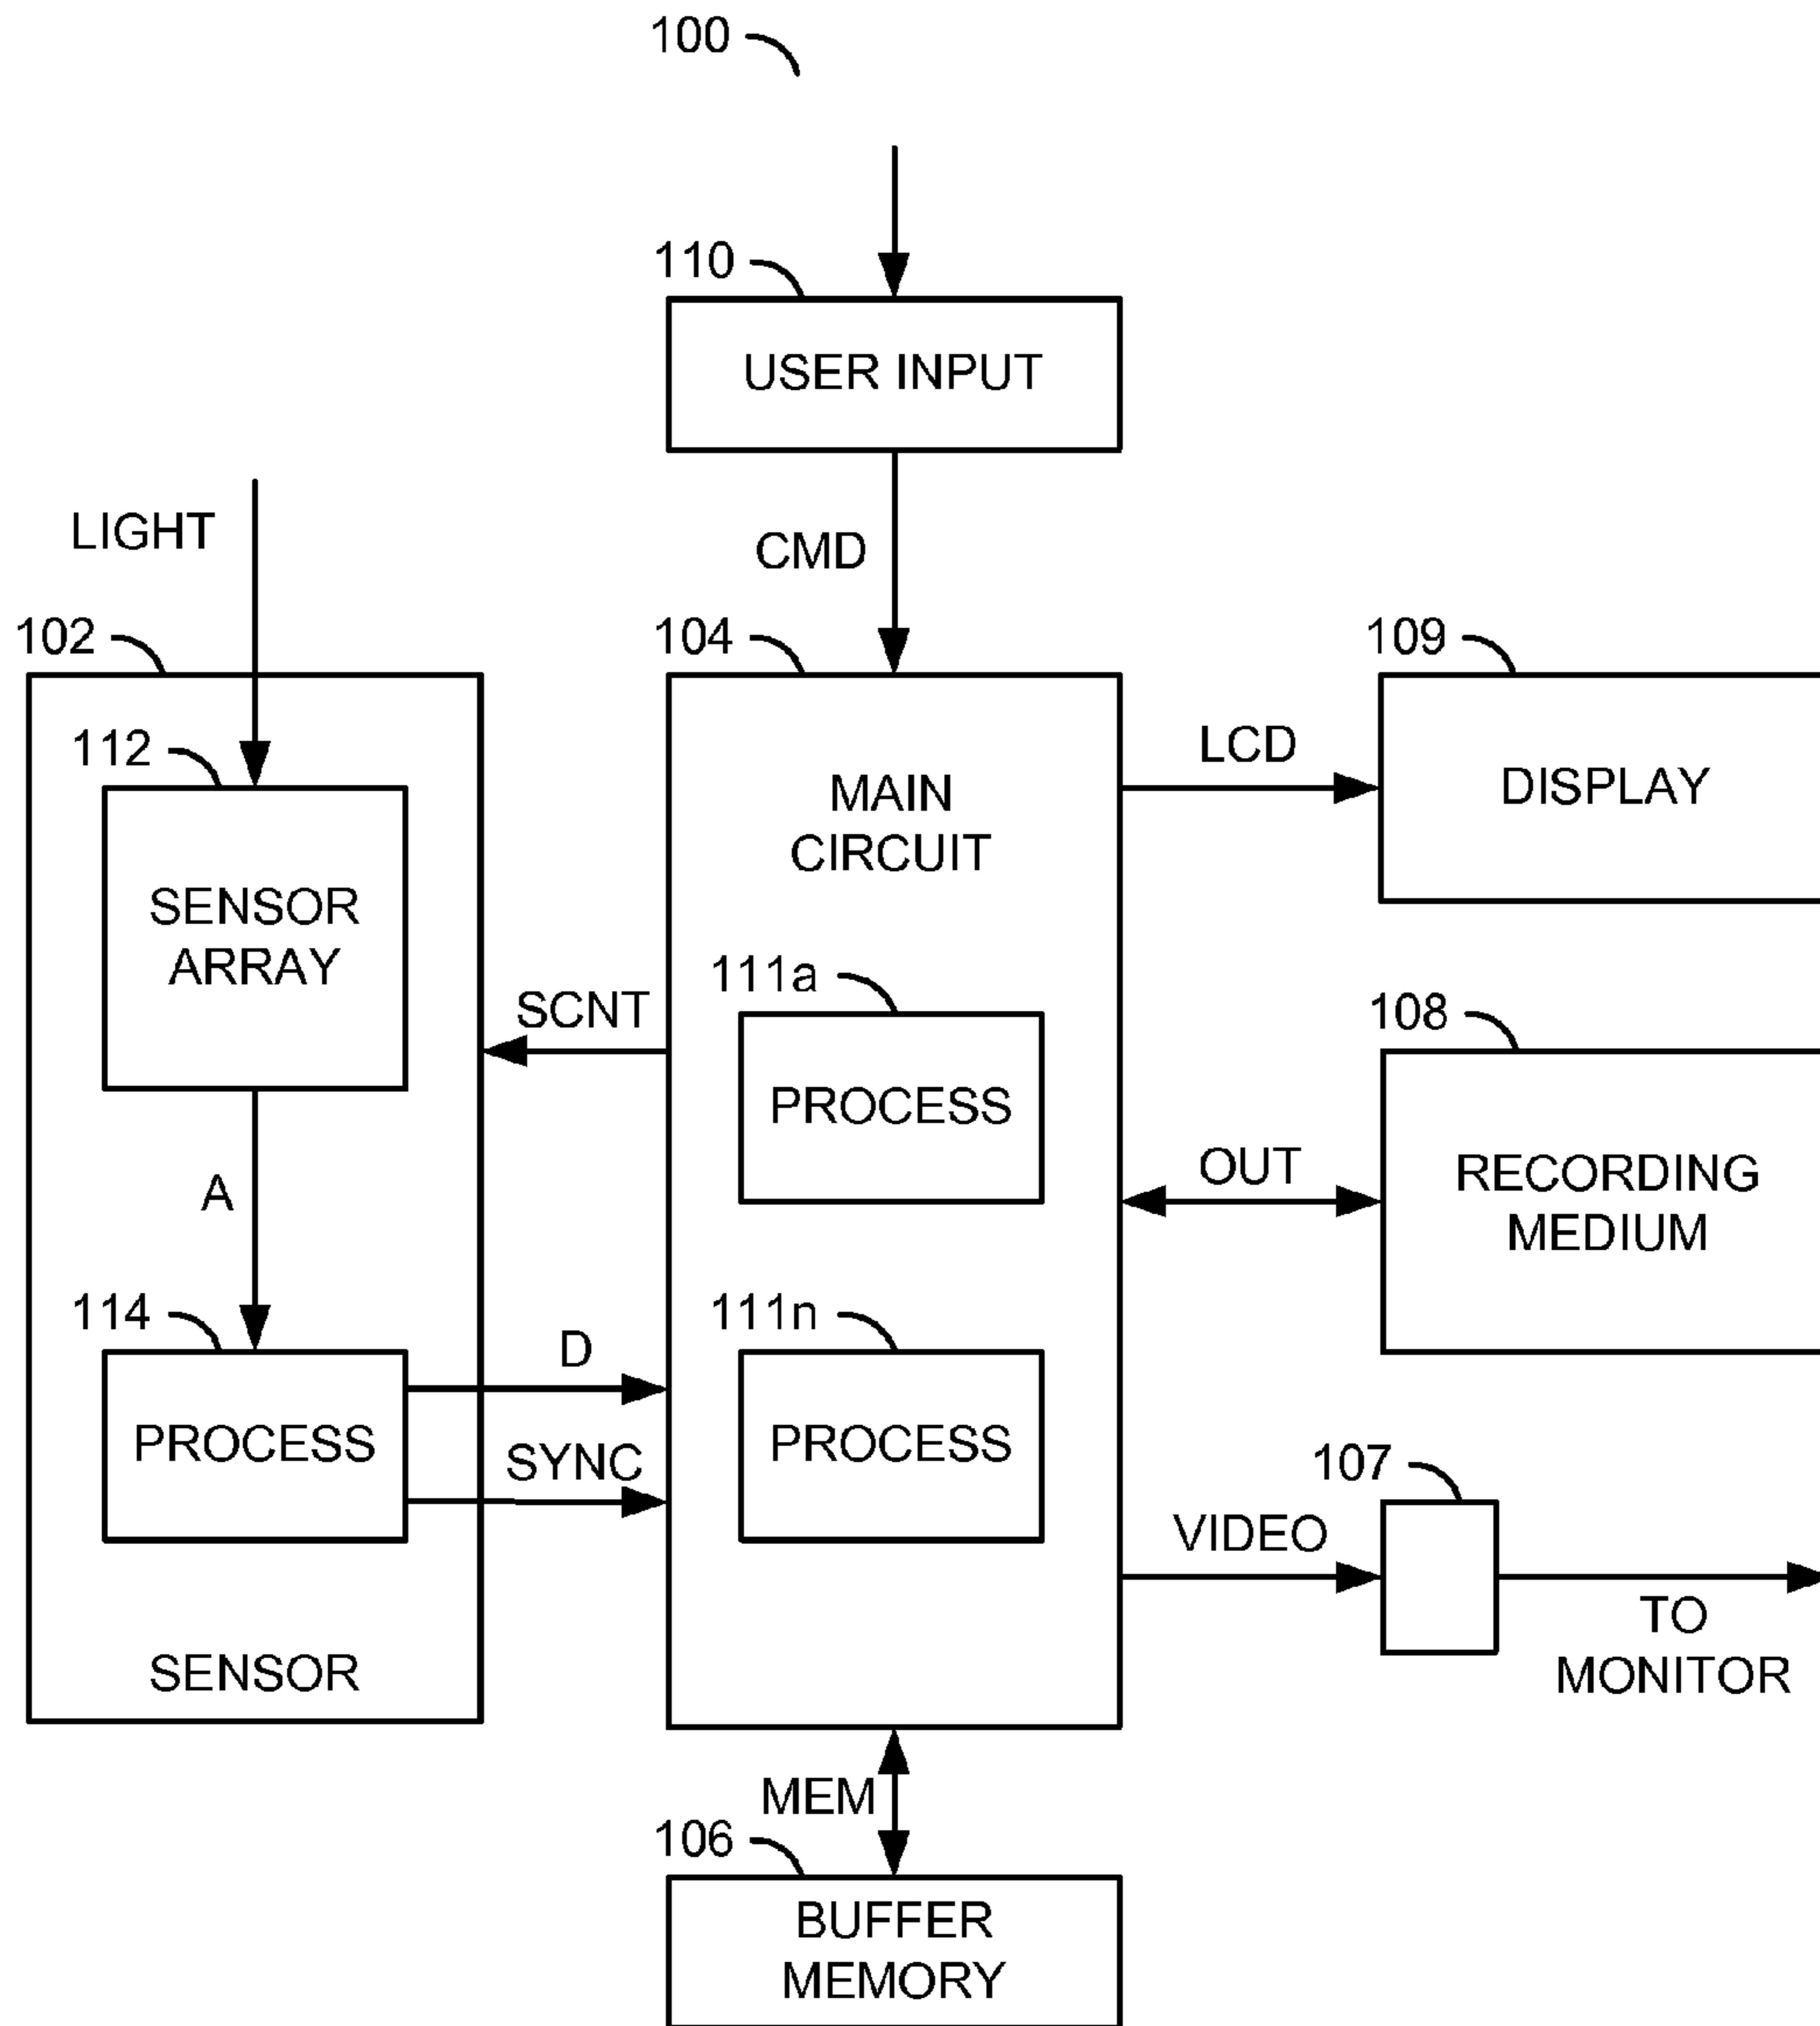 100
110
USER INPUT
LIGHT
CMD
102
104
109
112
MAIN
CIRCUIT
LCD
DISPLAY
SENSOR
ARRAY
111a
SCNT
108
PROCESS
A
OUT
RECORDING
MEDIUM
114
111n
D
PROCESS
PROCESS
SYNC
107
VIDEO
TO
MONITOR
SENSOR
MEM
106
BUFFER
MEMORY